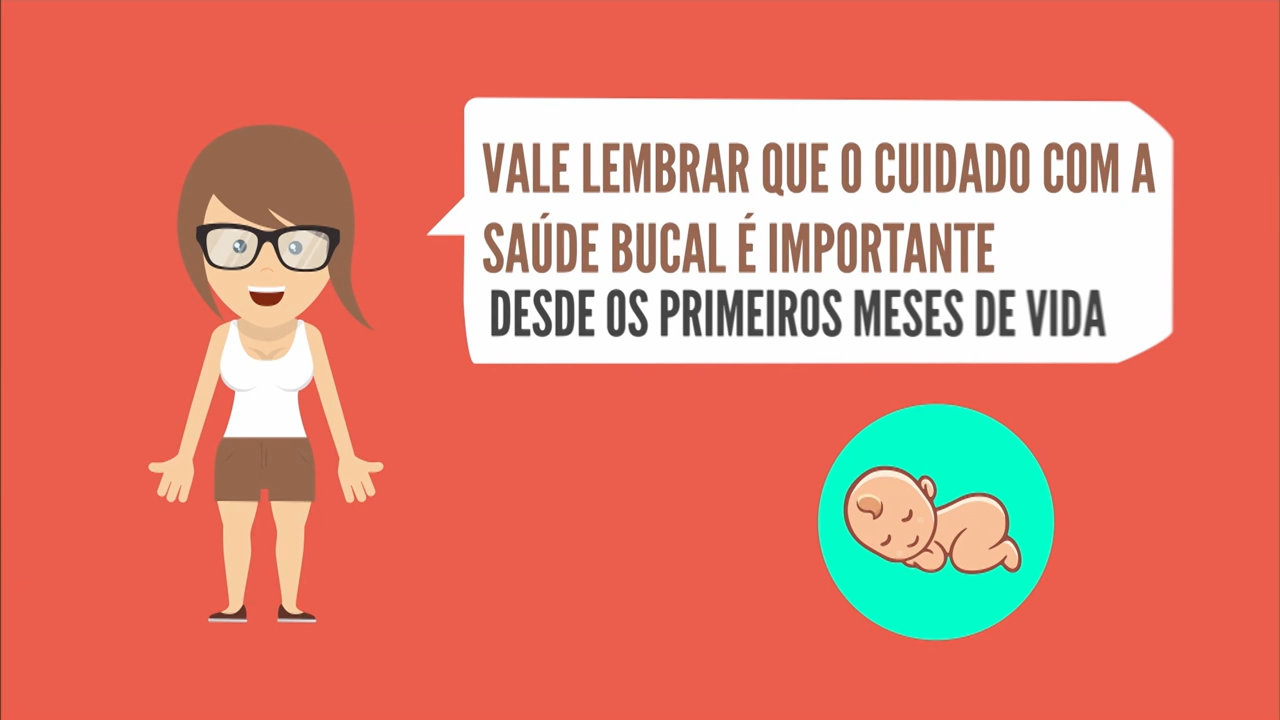 VALE LEMBRAR QUE O CUIDADO COM A
SAÚDE BUCAL É IMPORTANTE
DESDE OS PRIMEIROS MESES DE VIDA